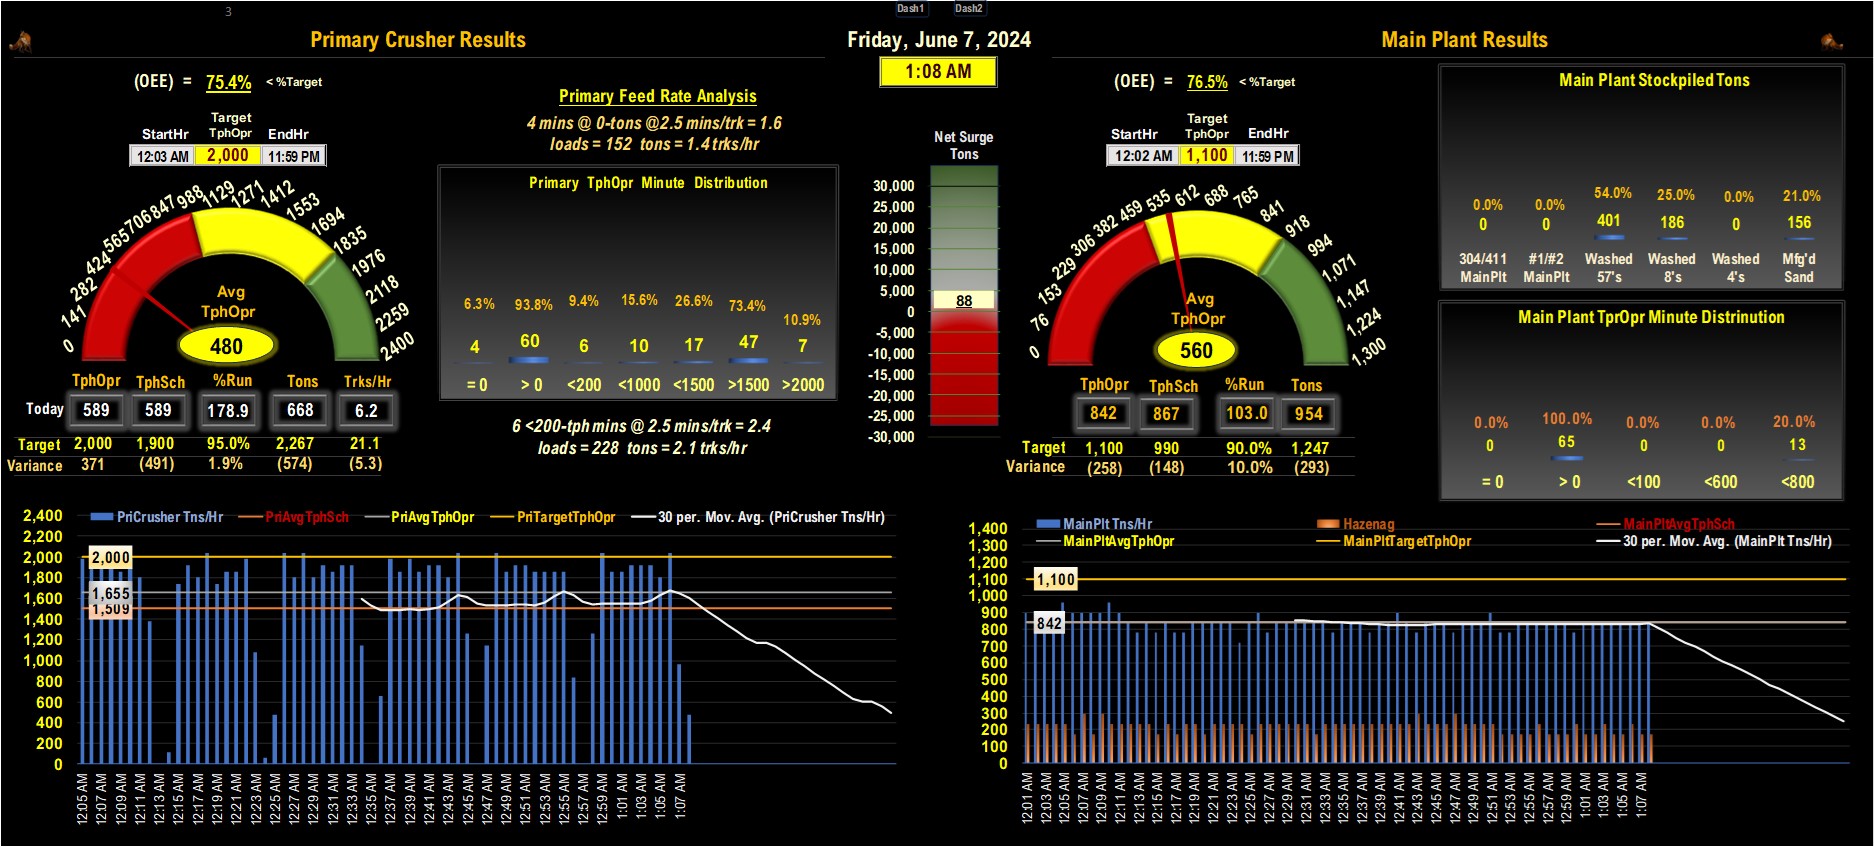 3
Dash1 Dash2
Primary Crusher Results
Friday, June 7, 2024
1:08 AM
Main Plant Results
(OEE) = 75.4% < %Target
Target
StartHr TphOpr EndHr
12:03 AM 2,000 11:59 PM
0 141 282 424 565 706 847 988 1129 1271 1412 1553 1694 1835 1976 2118 2259 2400
Avg
TphOpr
480
TphOpr TphSch %Run Tons Trks/Hr
Today 589 589 178.9 668 6.2
Target 2,000 1,900 95.0% 2,267 21.1
Variance 371 (491) 1.9% (574) (5.3)
Primary Feed Rate Analysis
4 mins @ 0-tons @2.5 mins/trk = 1.6
loads = 152 tons = 1.4 trks/hr
Primary TphOpr Minute Distribution
6.3% 93.8% 9.4% 15.6% 26.6% 73.4% 10.9%
4 60 6 10 17 47 7
= 0 > 0 <200 <1000 <1500 >1500 >2000
6 <200-tph mins @ 2.5 mins/trk = 2.4
loads = 228 tons = 2.1 trks/hr
Net Surge
Tons
30,000
25,000
20,000
15,000
10,000
5,000
88
0
-5,000
-10,000
-15,000
-20,000
-25,000
-30,000
(OEE) = 76.5% < %Target
Target
StartHr TphOpr EndHr
12:02 AM 1,100 11:59 PM
0 76 153 229 306 382 459 535 612 688 765 841 918 994 1,071 1,147 1,224 1,300
Avg
TphOpr
560
TphOpr TphSch %Run Tons
842 867 103.0 954
Target 1,100 990 90.0% 1,247
Variance (258) (148) 10.0% (293)
Main Plant Stockpiled Tons
0.0% 0.0% 54.0% 25.0% 0.0% 21.0%
0 0 401 186 0 156
304/411 #1/#2 Washed Washed Washed Mfg'd
MainPlt MainPlt 57's 8's 4's Sand
Main Plant TprOpr Minute Distrinution
0.0% 100.0% 0.0% 0.0% 20.0%
0 65 0 0 13
= 0 > 0 <100 <600 <800
PriCrusher Tns/Hr PriAvgTphSch PriAvgTphOpr PriTargetTphOpr 30 per. Mov. Avg. (PriCrusher Tns/Hr)
2,400
2,200
2,000
1,800
1,600
1,400
1,200
1,000
800
600
400
200
0
2,000
1,655
1,509
12:05 AM 12:07 AM 12:09 AM 12:11 AM 12:13 AM 12:15 AM 12:17 AM 12:19 AM 12:21 AM 12:23 AM 12:25 AM 12:27 AM 12:29 AM 12:31 AM 12:33 AM 12:35 AM 12:37 AM 12:39 AM 12:41 AM 12:43 AM 12:45 AM 12:47 AM 12:49 AM 12:51 AM 12:53 AM 12:55 AM 12:57 AM 12:59 AM 1:01 AM 1:03 AM 1:05 AM 1:07 AM
MainPlt Tns/Hr Hazenag MainPltAvgTphSch
MainPltAvgTphOpr MainPltTargetTphOpr 30 per. Mov. Avg. (MainPlt Tns/Hr)
1,400
1,300
1,200
1,100
1,000
900
800
700
600
500
400
300
200
100
0
1,100
842
12:01 AM 12:03 AM 12:05 AM 12:07 AM 12:09 AM 12:11 AM 12:13 AM 12:15 AM 12:17 AM 12:19 AM 12:21 AM 12:23 AM 12:25 AM 12:27 AM 12:29 AM 12:31 AM 12:33 AM 12:35 AM 12:37 AM 12:39 AM 12:41 AM 12:43 AM 12:45 AM 12:47 AM 12:49 AM 12:51 AM 12:53 AM 12:55 AM 12:57 AM 12:59 AM 1:01 AM 1:03 AM 1:05 AM 1:07 AM